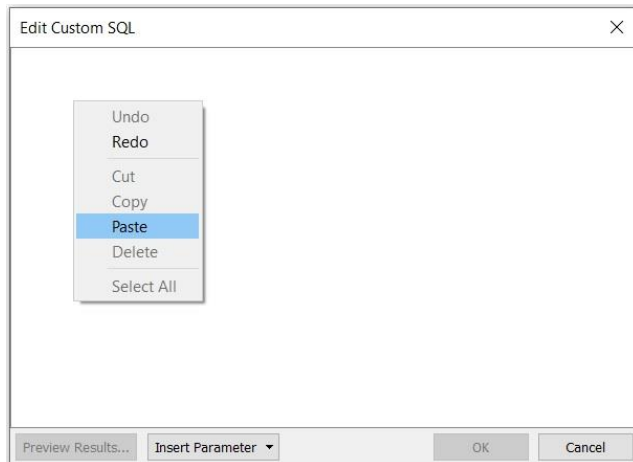 Edit Custom SQL
Undo
Redo
Cut
Copy
Paste
Delete
Select All
Preview Results... Insert Parameter OK Cancel